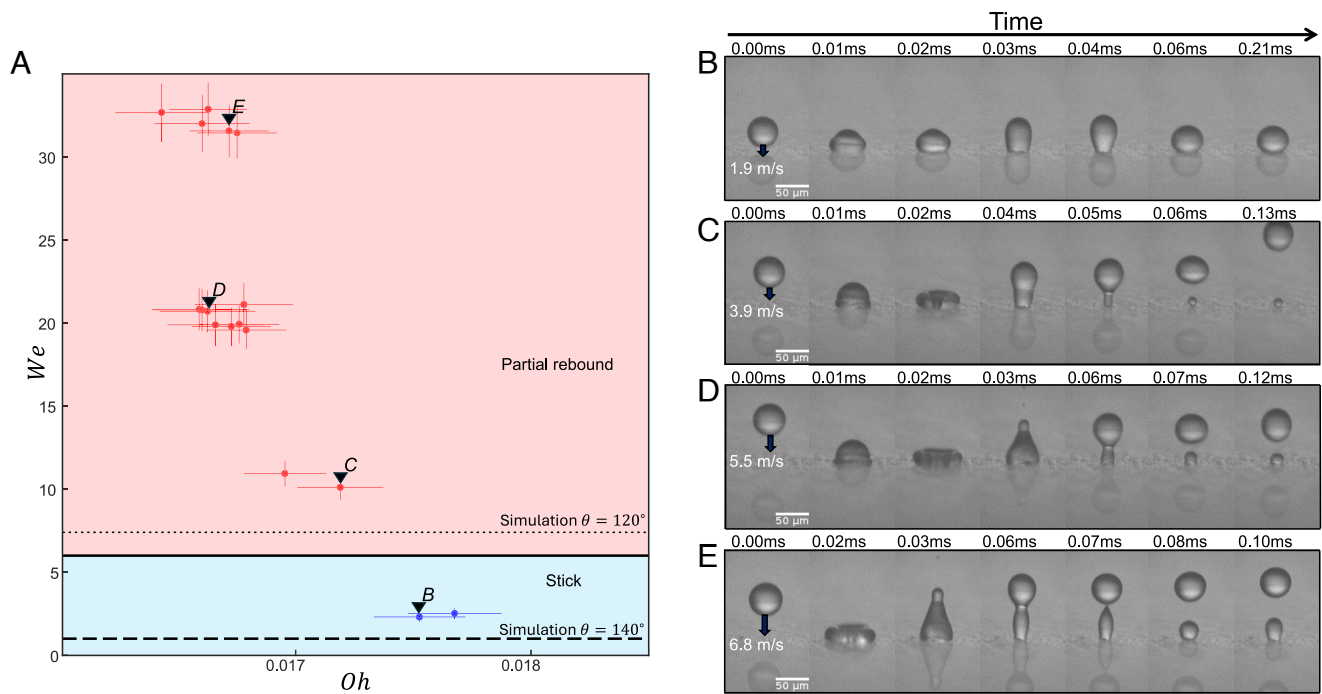 A
We
30
25
20
15
10
5
0
E
D
Partial rebound
C
Simulation θ = 120°
Stick
B
Simulation θ = 140°
0.017 0.018
Oh
Time
B
0.00ms 0.01ms 0.02ms 0.03ms 0.04ms 0.06ms 0.21ms
1.9 m/s
50 µm
C
0.00ms 0.01ms 0.02ms 0.04ms 0.05ms 0.06ms 0.13ms
3.9 m/s
50 µm
D
0.00ms 0.01ms 0.02ms 0.03ms 0.06ms 0.07ms 0.12ms
5.5 m/s
50 µm
E
0.00ms 0.02ms 0.03ms 0.06ms 0.07ms 0.08ms 0.10ms
6.8 m/s
50 µm